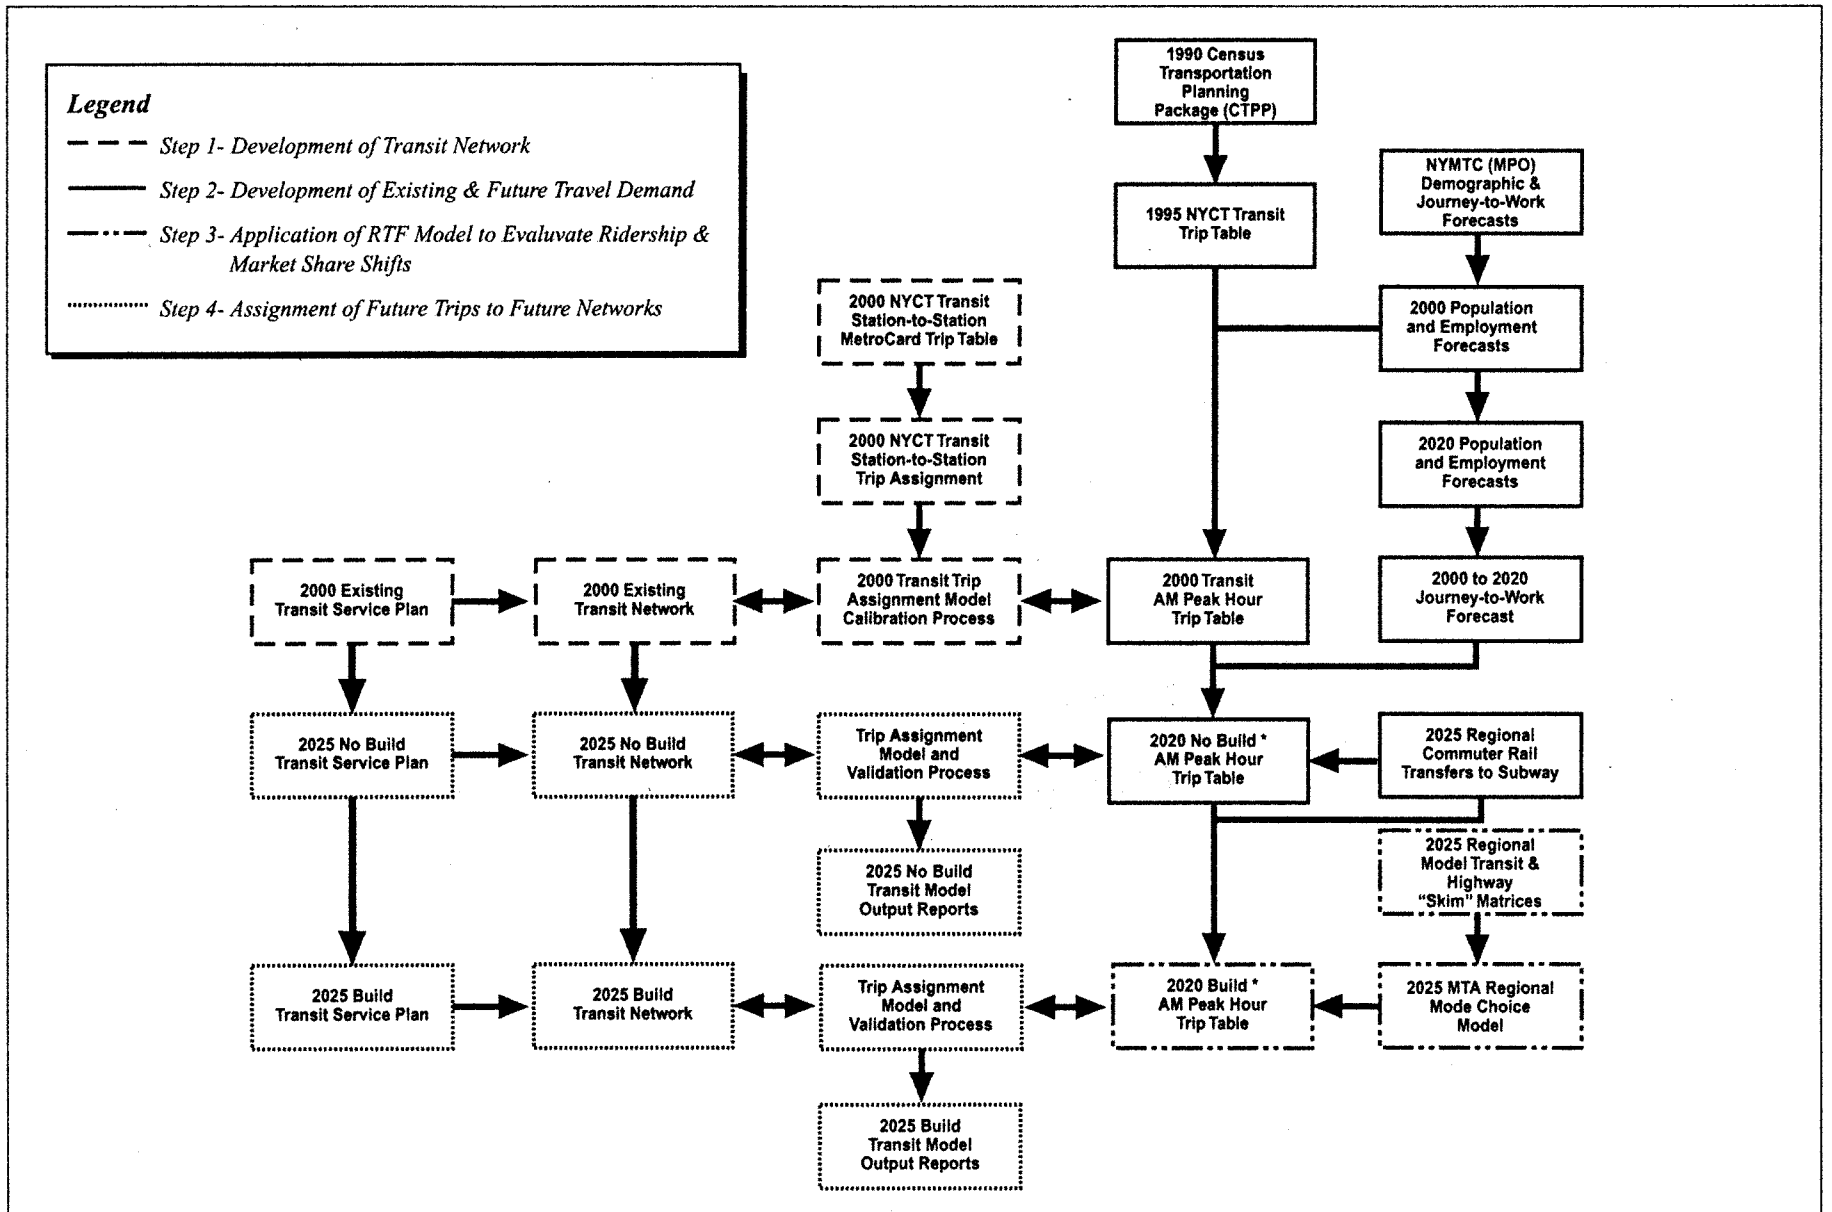 Legend
Step 1- Development of Transit Network
Step 2- Development of Existing & Future Travel Demand
Step 3- Application of RTF Model to Evaluvate Ridership &
Market Share Shifts
Step 4- Assignment of Future Trips to Future Networks
1990 Census
Transportation
Planning
Package (CTPP)
NYMTC (MPO)
Demographic &
Journey-to-Work
Forecasts
1995 NYCT Transit
Trip Table
2000 NYCT Transit
Station-to-Station
MetroCard Trip Table
2000 Population
and Employment
Forecasts
2000 NYCT Transit
Station-to-Station
Trip Assignment
2020 Population
and Employment
Forecasts
2000 Existing
Transit Service Plan
2000 Existing
Transit Network
2000 Transit Trip
Assignment Model
Calibration Process
2000 Transit
AM Peak Hour
Trip Table
2000 to 2020
Journey-to-Work
Forecast
2025 No Build
Transit Service Plan
2025 No Build
Transit Network
Trip Assignment
Model and
Validation Process
2020 No Build *
AM Peak Hour
Trip Table
2025 Regional
Commuter Rail
Transfers to Subway
2025 No Build
Transit Model
Output Reports
2025 Regional
Model Transit &
Highway
“Skim” Matrices
2025 Build
Transit Service Plan
2025 Build
Transit Network
Trip Assignment
Model and
Validation Process
2020 Build *
AM Peak Hour
Trip Table
2025 MTA Regional
Mode Choice
Model
2025 Build
Transit Model
Output Reports